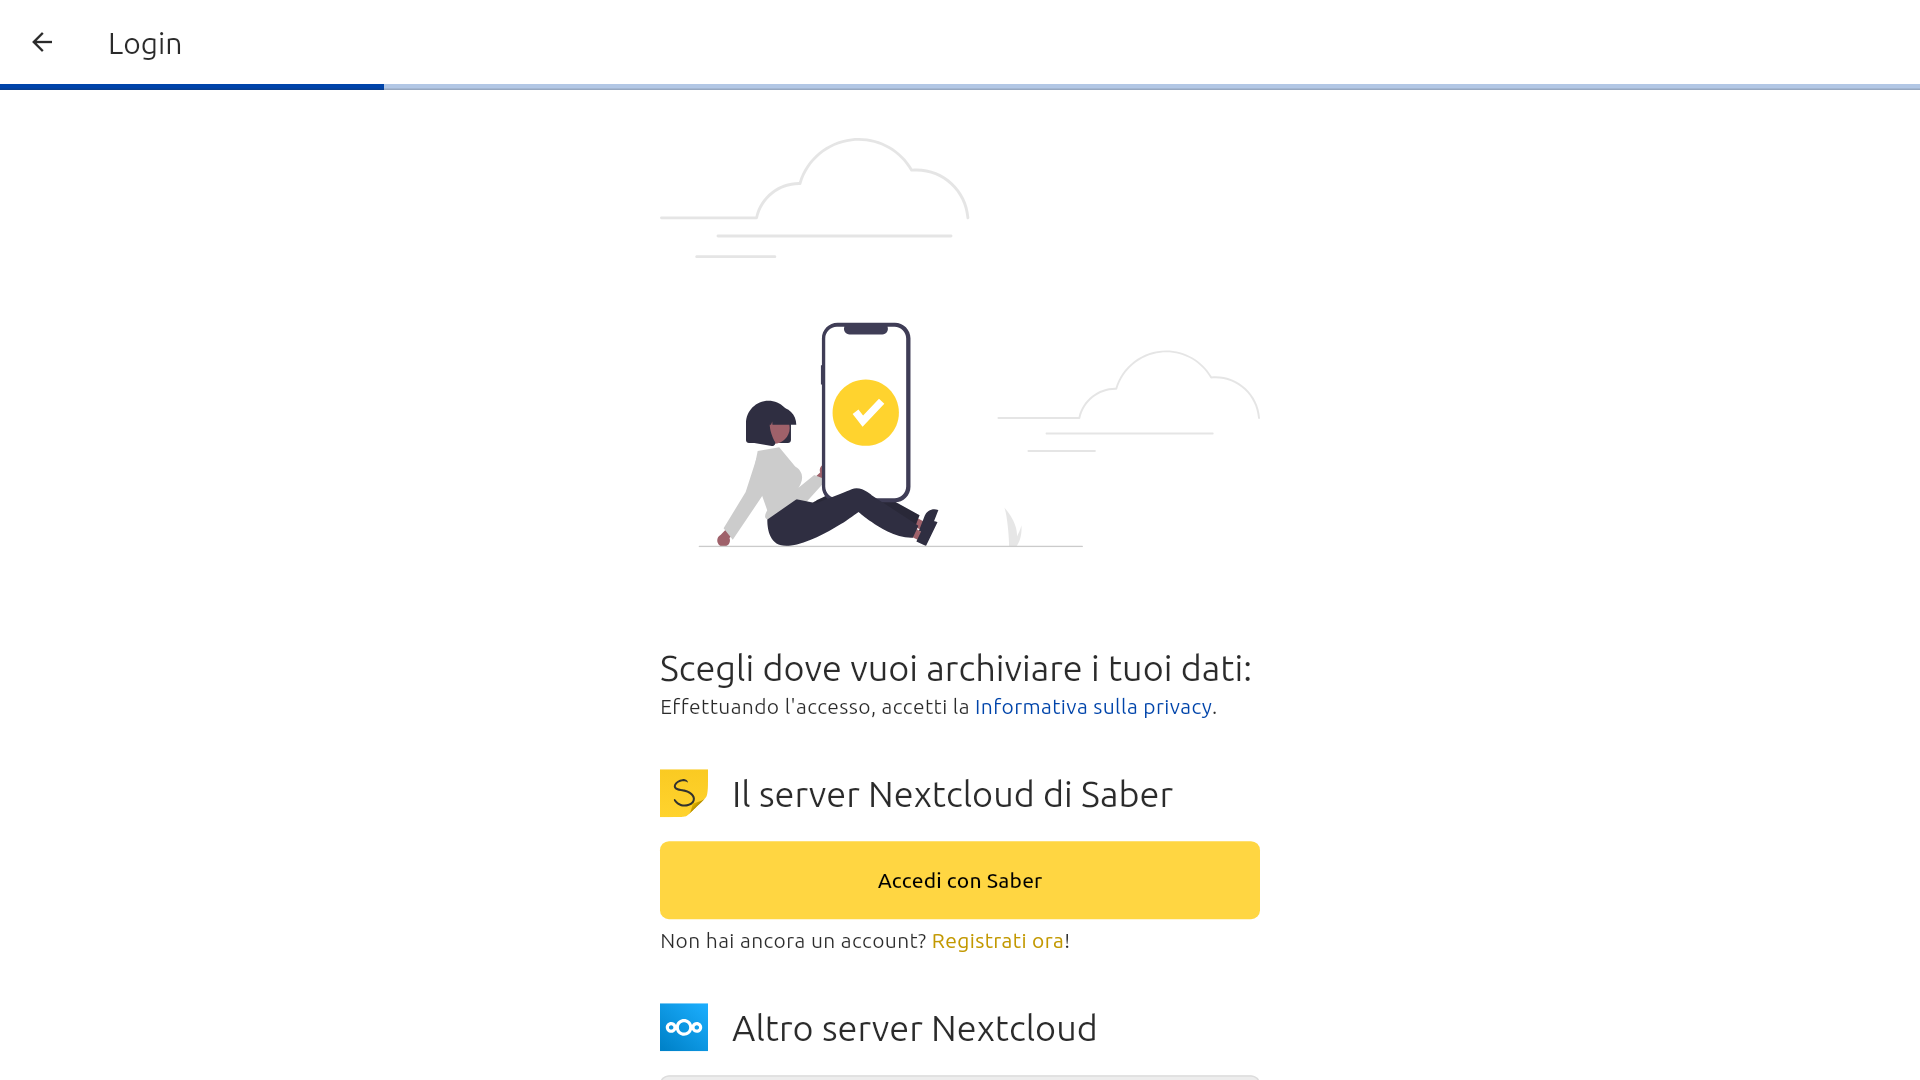 Login
Scegli dove vuoi archiviare i tuoi dati:
Effettuando l'accesso, accetti la Informativa sulla privacy.
Il server Nextcloud di Saber
Accedi con Saber
Non hai ancora un account? Registrati ora!
Altro server Nextcloud